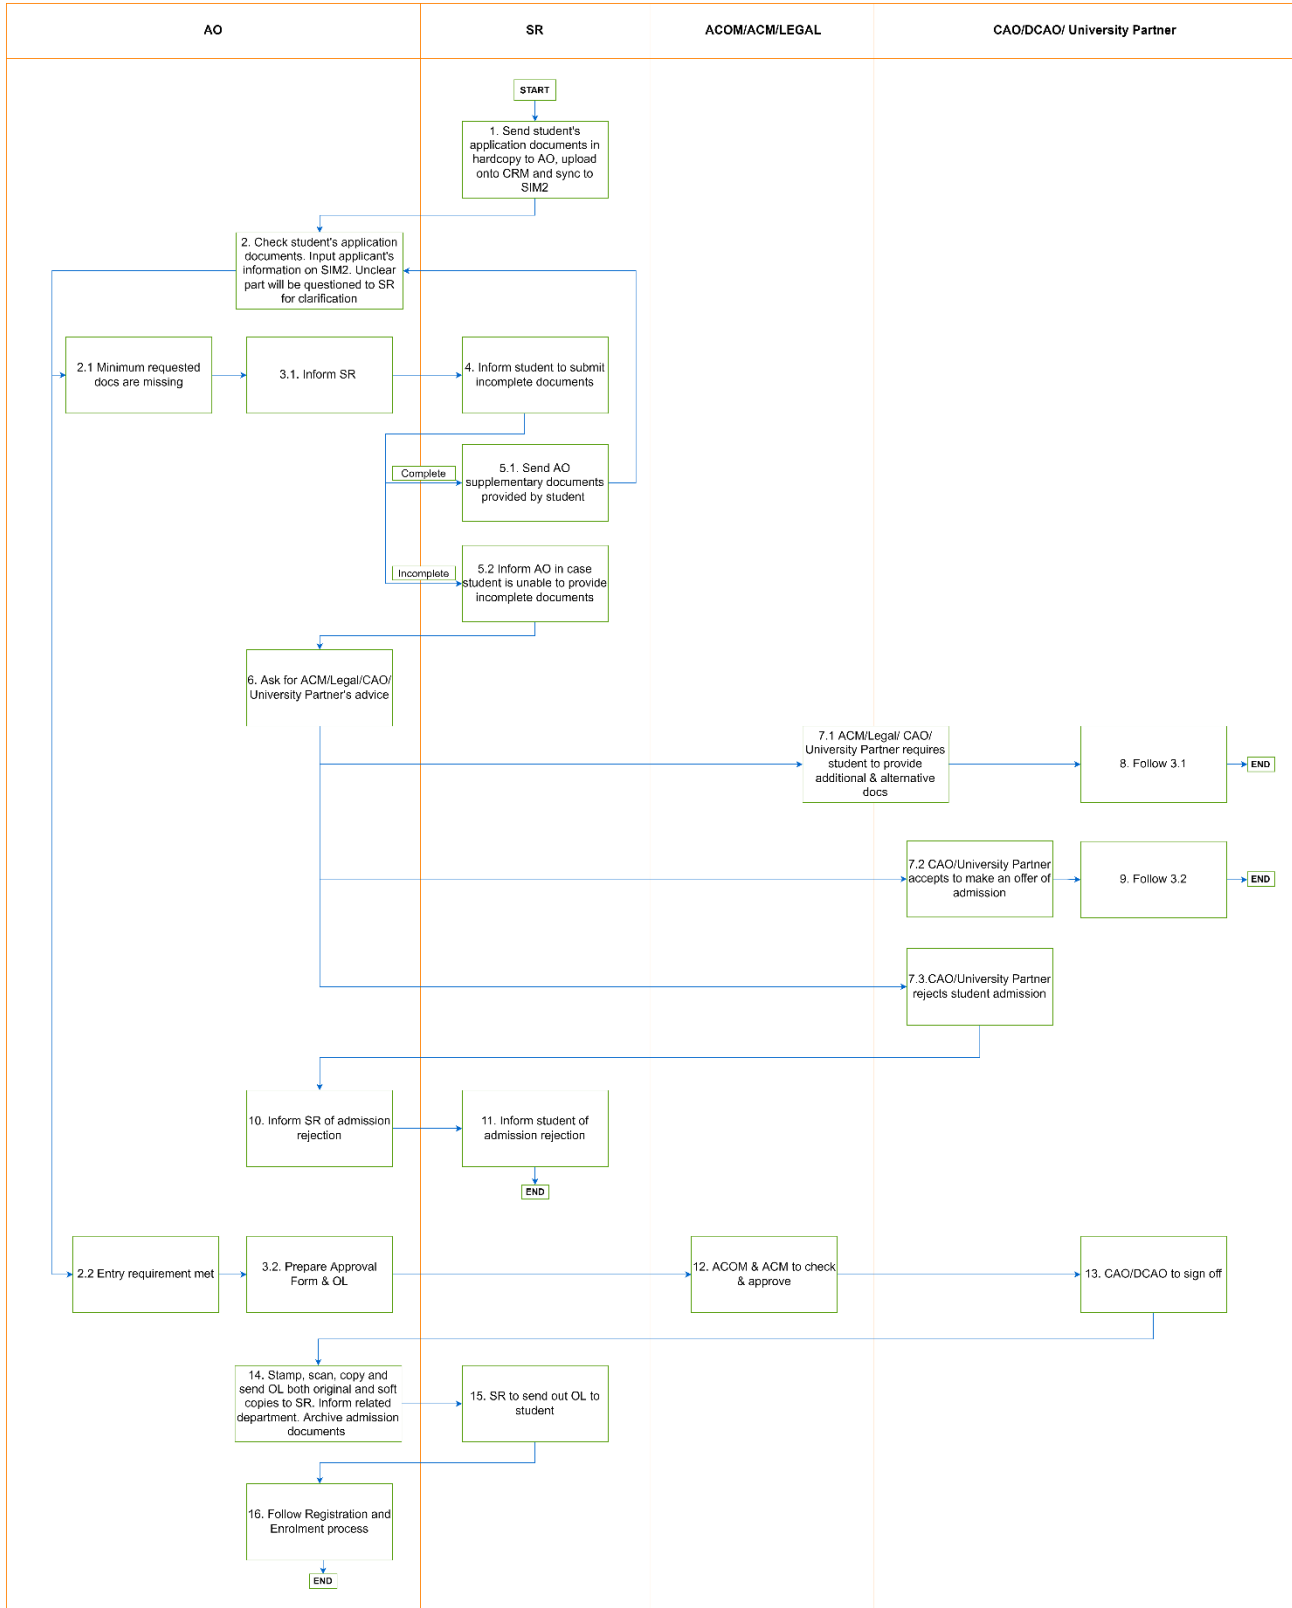 AO
SR
ACOM/ACM/LEGAL
CAO/DCAO/ University Partner
START
1. Send student's
application documents in
hardcopy to AO, upload
onto CRM and sync to
SIM2
2. Check student's application
documents. Input applicant's
information on SIM2. Unclear
part will be questioned to SR
for clarification
2.1 Minimum requested
docs are missing
3.1. Inform SR
4. Inform student to submit
incomplete documents
Complete
5.1. Send AO
supplementary documents
provided by student
Incomplete
5.2 Inform AO in case
student is unable to provide
incomplete documents
6. Ask for ACM/Legal/CAO/
University Partner's advice
7.1 ACM/Legal/ CAO/
University Partner requires
student to provide
additional & alternative
docs
8. Follow 3.1
END
7.2 CAO/University Partner
accepts to make an offer of
admission
9. Follow 3.2
END
7.3.CAO/University Partner
rejects student admission
10. Inform SR of admission
rejection
11. Inform student of
admission rejection
END
2.2 Entry requirement met
3.2. Prepare Approval
Form & OL
12. ACOM & ACM to check
& approve
13. CAO/DCAO to sign off
14. Stamp, scan, copy and
send OL both original and soft
copies to SR. Inform related
department. Archive admission
documents
15. SR to send out OL to
student
16. Follow Registration and
Enrolment process
END